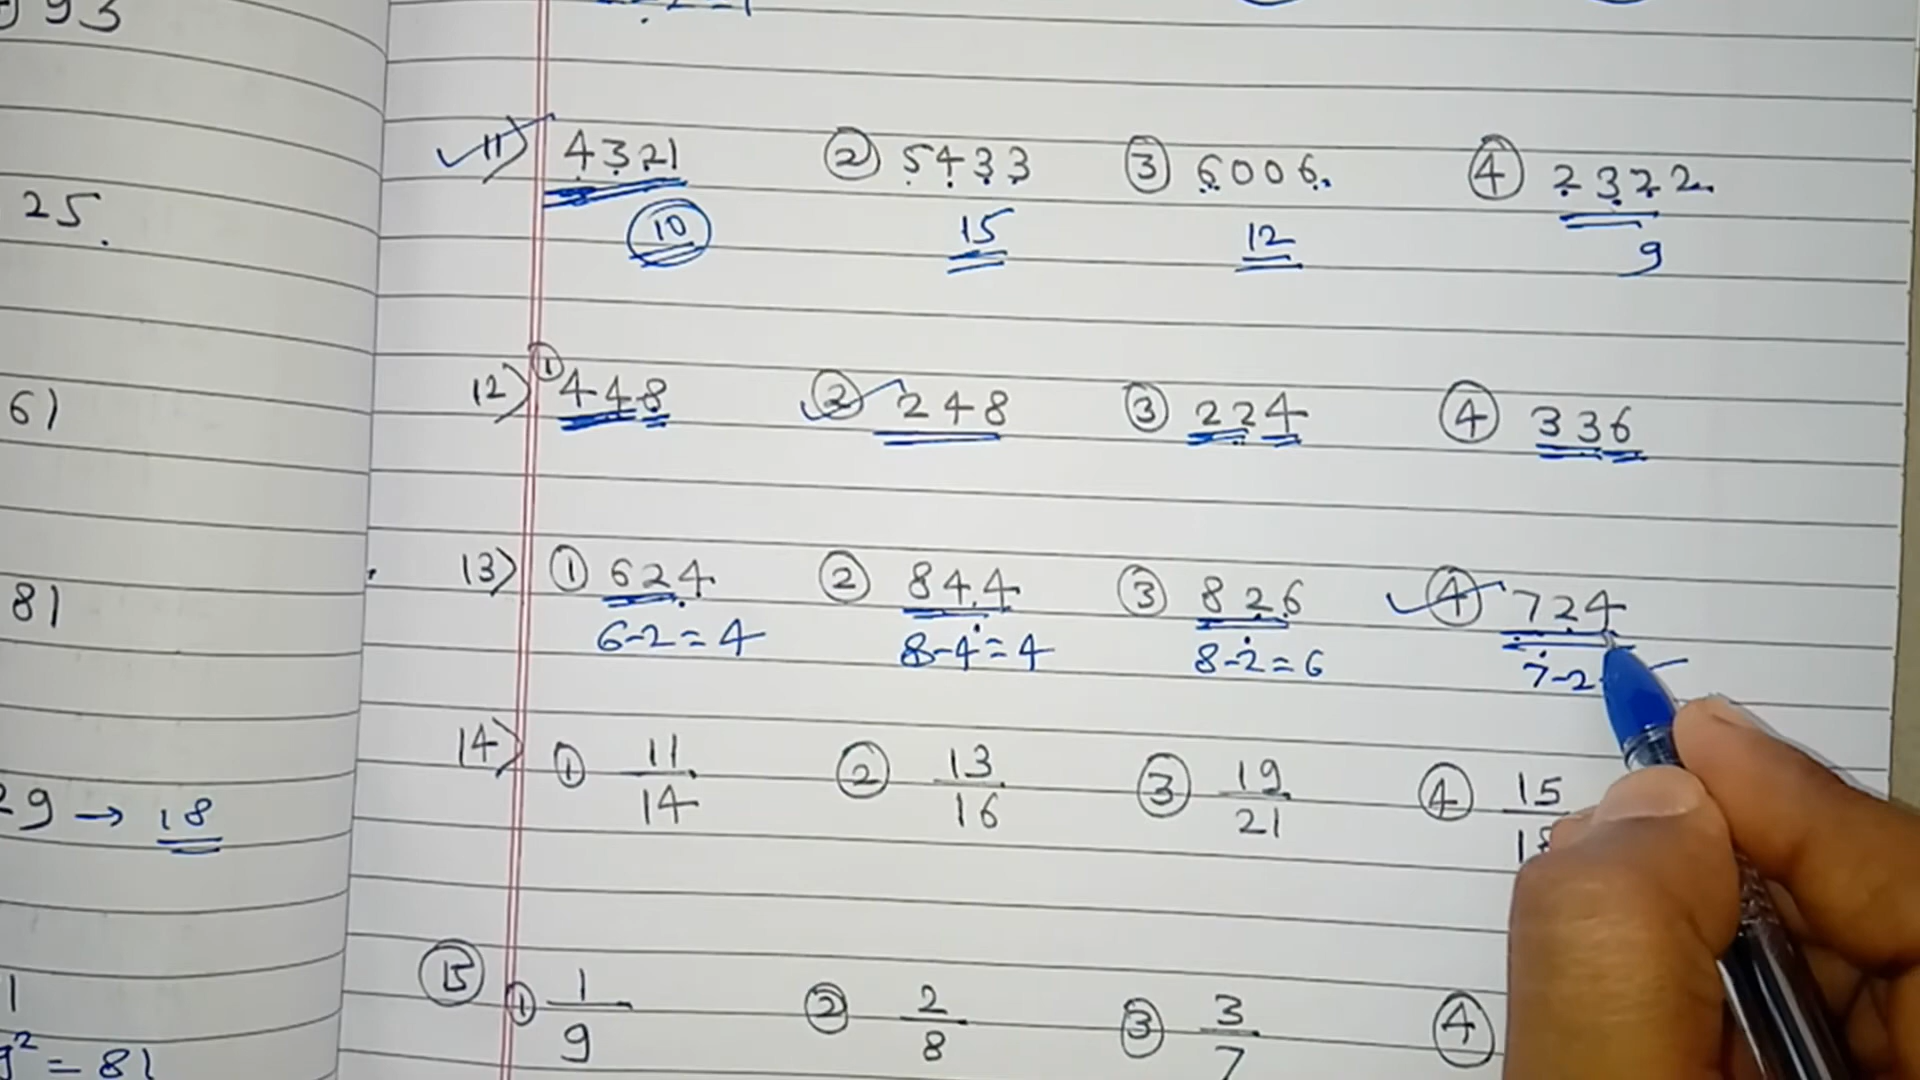 93
25.
61
81
29 → 18
1
9² = 81
11) 4321 ② 5433 ③ 6006. ④ 2322.
10 15 12 9
12) ① 448 ② 248 ③ 224 ④ 336
13) ① 624 ② 844 ③ 826 ④ 724
6-2=4 8-4=4 8-2=6 7-2
14) ① 11/14 ② 13/16 ③ 19/21 ④ 15
⑮ ① 1/9 ② 2/8 ③ 3/7 ④